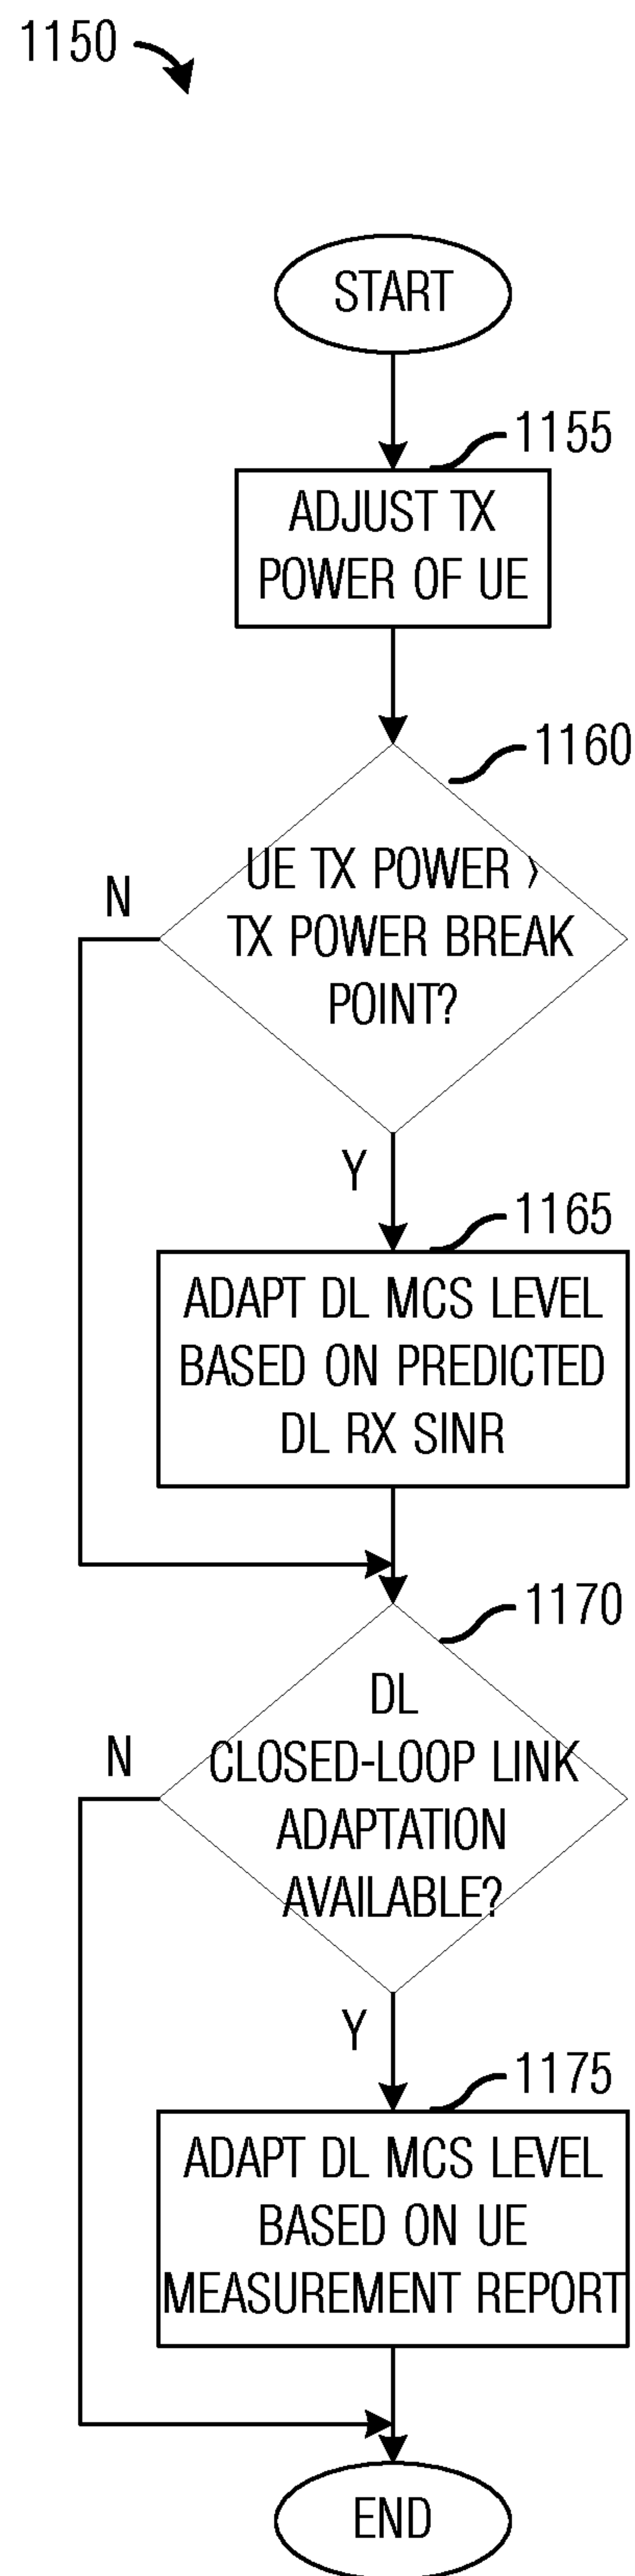 1150
START
1155
ADJUST TX
POWER OF UE
1160
UE TX POWER >
TX POWER BREAK
POINT?
N
Y
1165
ADAPT DL MCS LEVEL
BASED ON PREDICTED
DL RX SINR
1170
DL
CLOSED-LOOP LINK
ADAPTATION
AVAILABLE?
N
Y
1175
ADAPT DL MCS LEVEL
BASED ON UE
MEASUREMENT REPORT
END